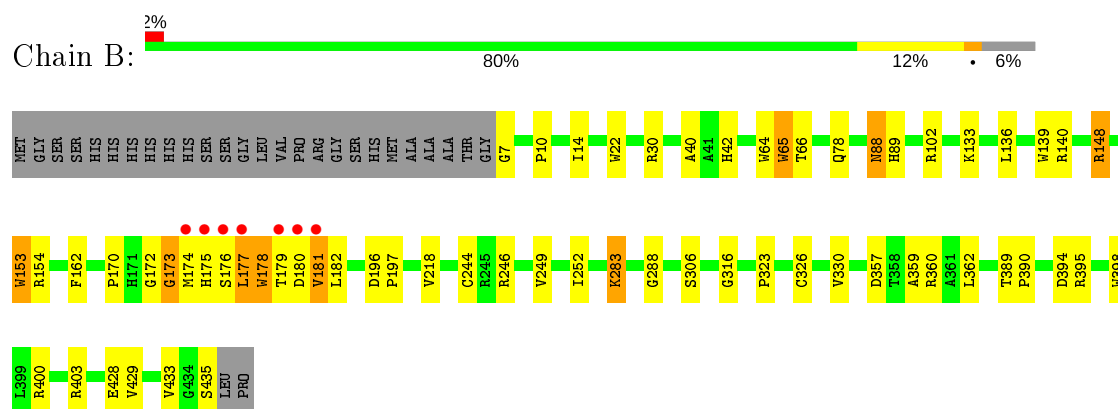 2%
Chain B:
80% 12% • 6%
MET GLY SER SER HIS HIS HIS HIS HIS HIS SER SER GLY LEU VAL PRO ARG GLY SER HIS MET ALA ALA ALA THR GLY G7 P10 I14 W22 R30 A40 A41 H42 W64 W65 T66 Q78 N88 H89 R102 K133 L136 W139 R140 R148
W153 R154 F162 P170 H171 G172 G173 M174 H175 S176 L177 W178 T179 D180 V181 L182 D196 P197 V218 C244 R245 R246 V249 I252 K283 G288 S306 G316 P323 C326 V330 D357 T358 A359 R360 A361 L362 T389 P390 D394 R395 W398
L399 R400 R403 E428 V429 V433 G434 S435 LEU PRO